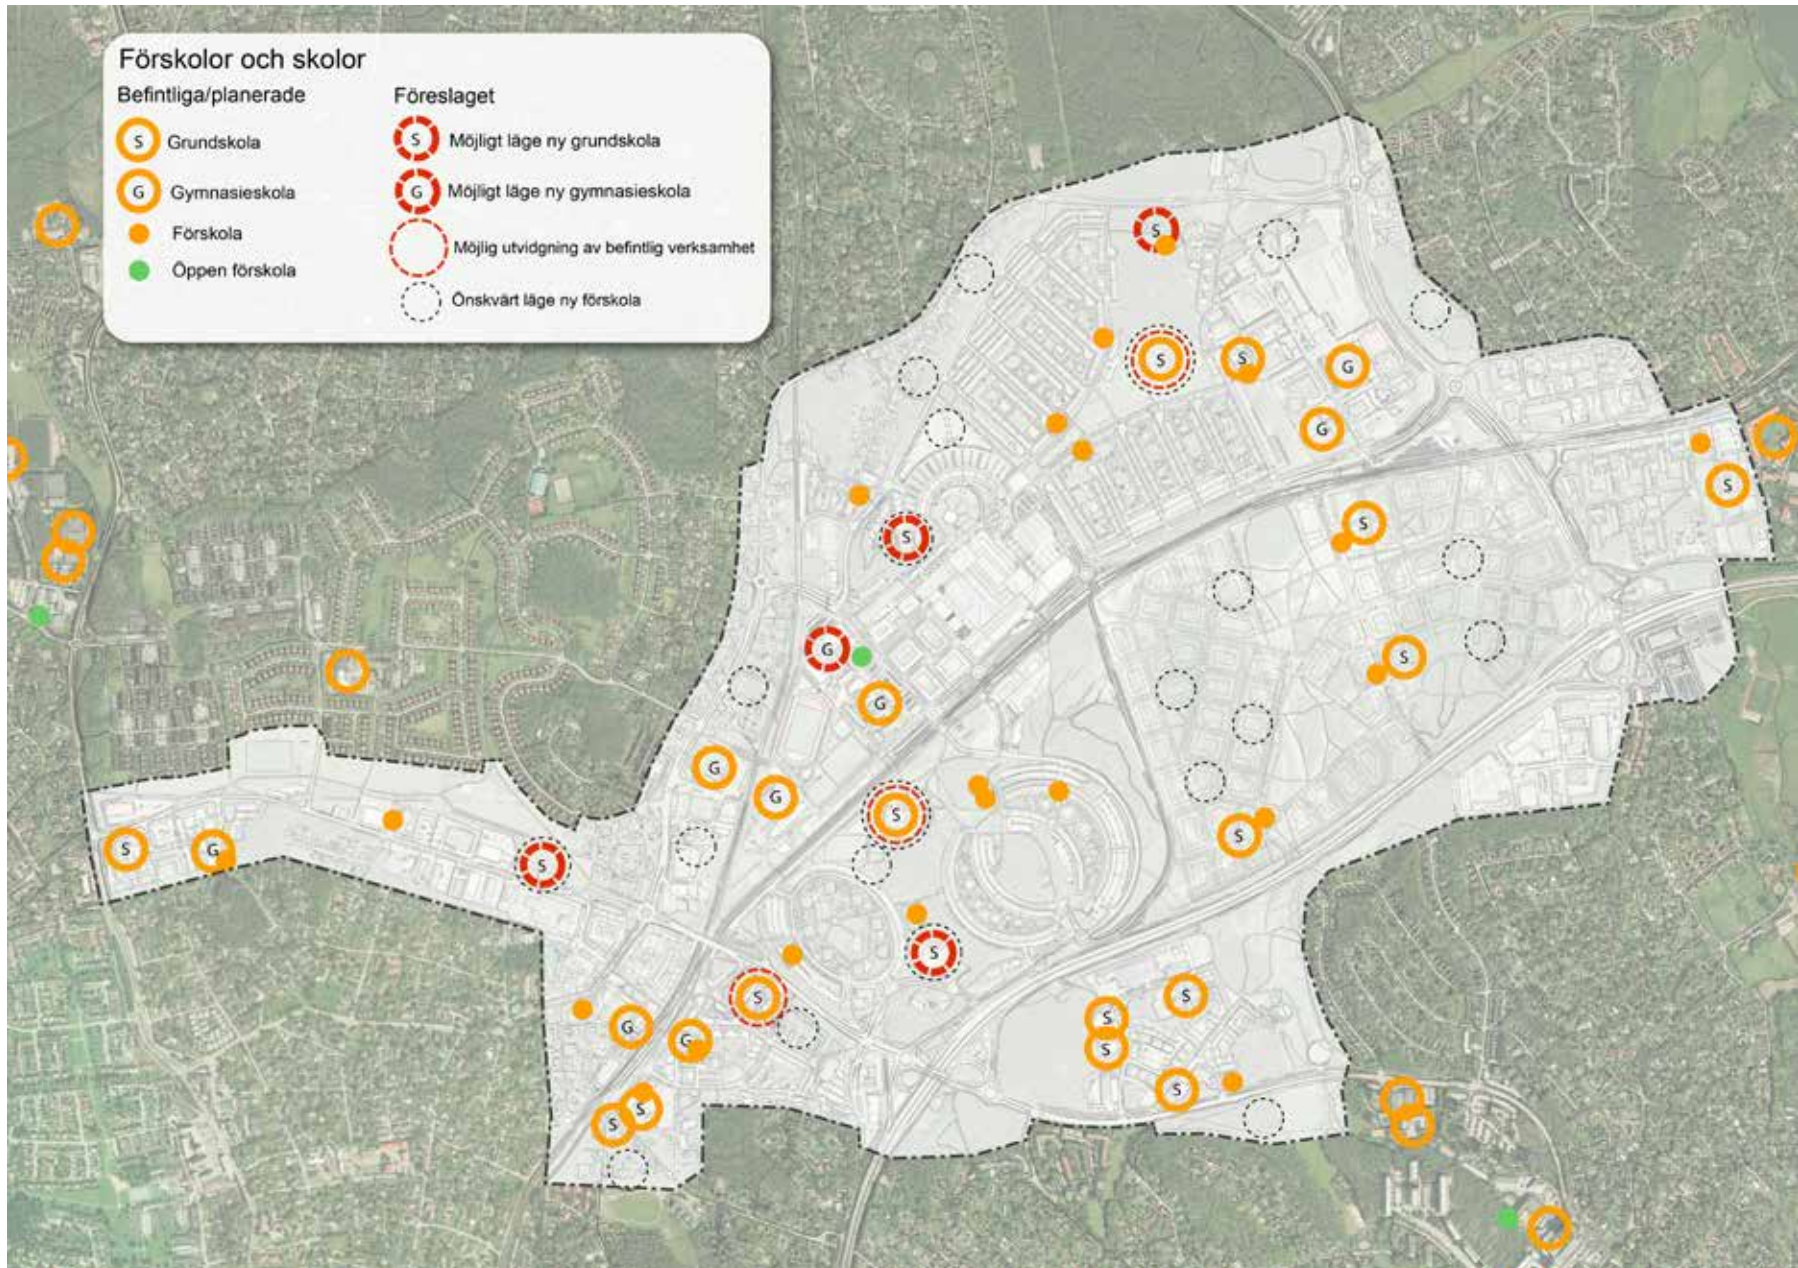 Förskolor och skolor
Befintliga/planerade
S Grundskola
G Gymnasieskola
Förskola
Öppen förskola
Föreslaget
S Möjligt läge ny grundskola
G Möjligt läge ny gymnasieskola
Möjlig utvidgning av befintlig verksamhet
Önskvärt läge ny förskola
S
S
S
G
G
S
S
S
G
S
G
G
G
S
S
S
G
S
S
S
S
G
S
G
S
S
S
S